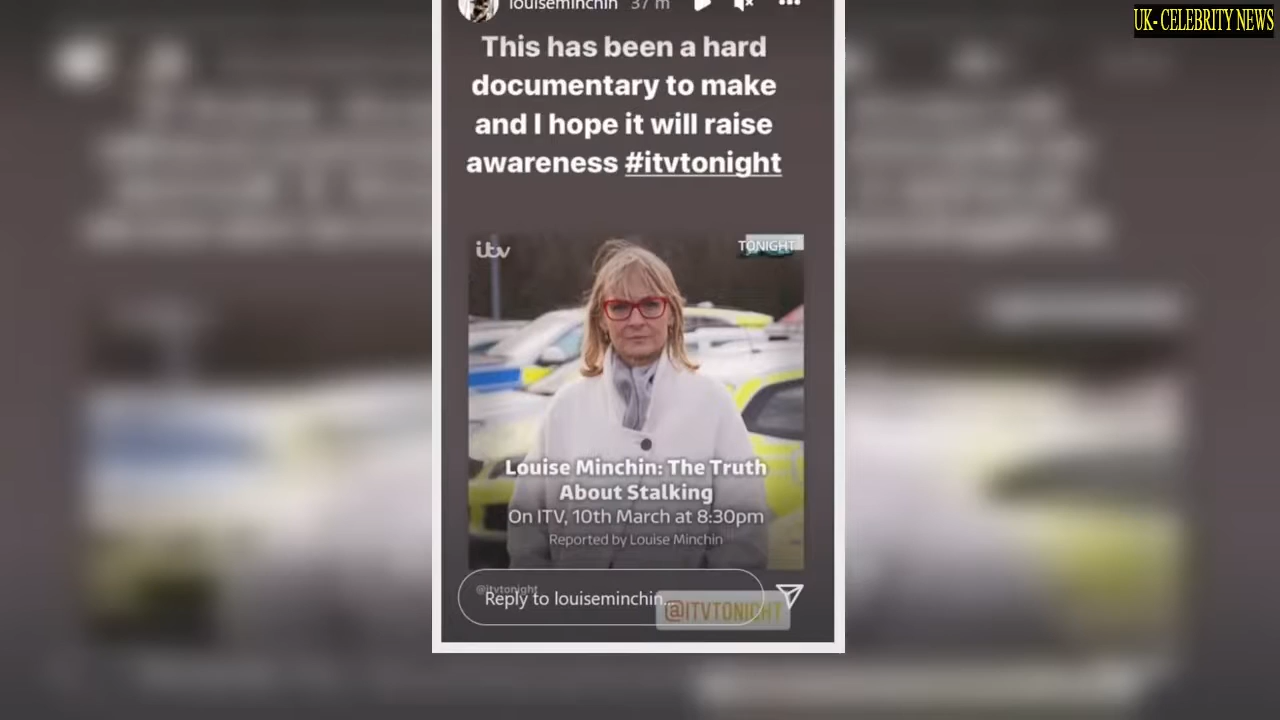 UK- CELEBRITY NEWS
louiseminchin 37 m
This has been a hard
documentary to make
and I hope it will raise
awareness #itvtonight
itv
TONIGHT
Louise Minchin: The Truth
About Stalking
On ITV, 10th March at 8:30pm
Reported by Louise Minchin
@itvtonight
Reply to louiseminchin...
@ITVTONIGHT